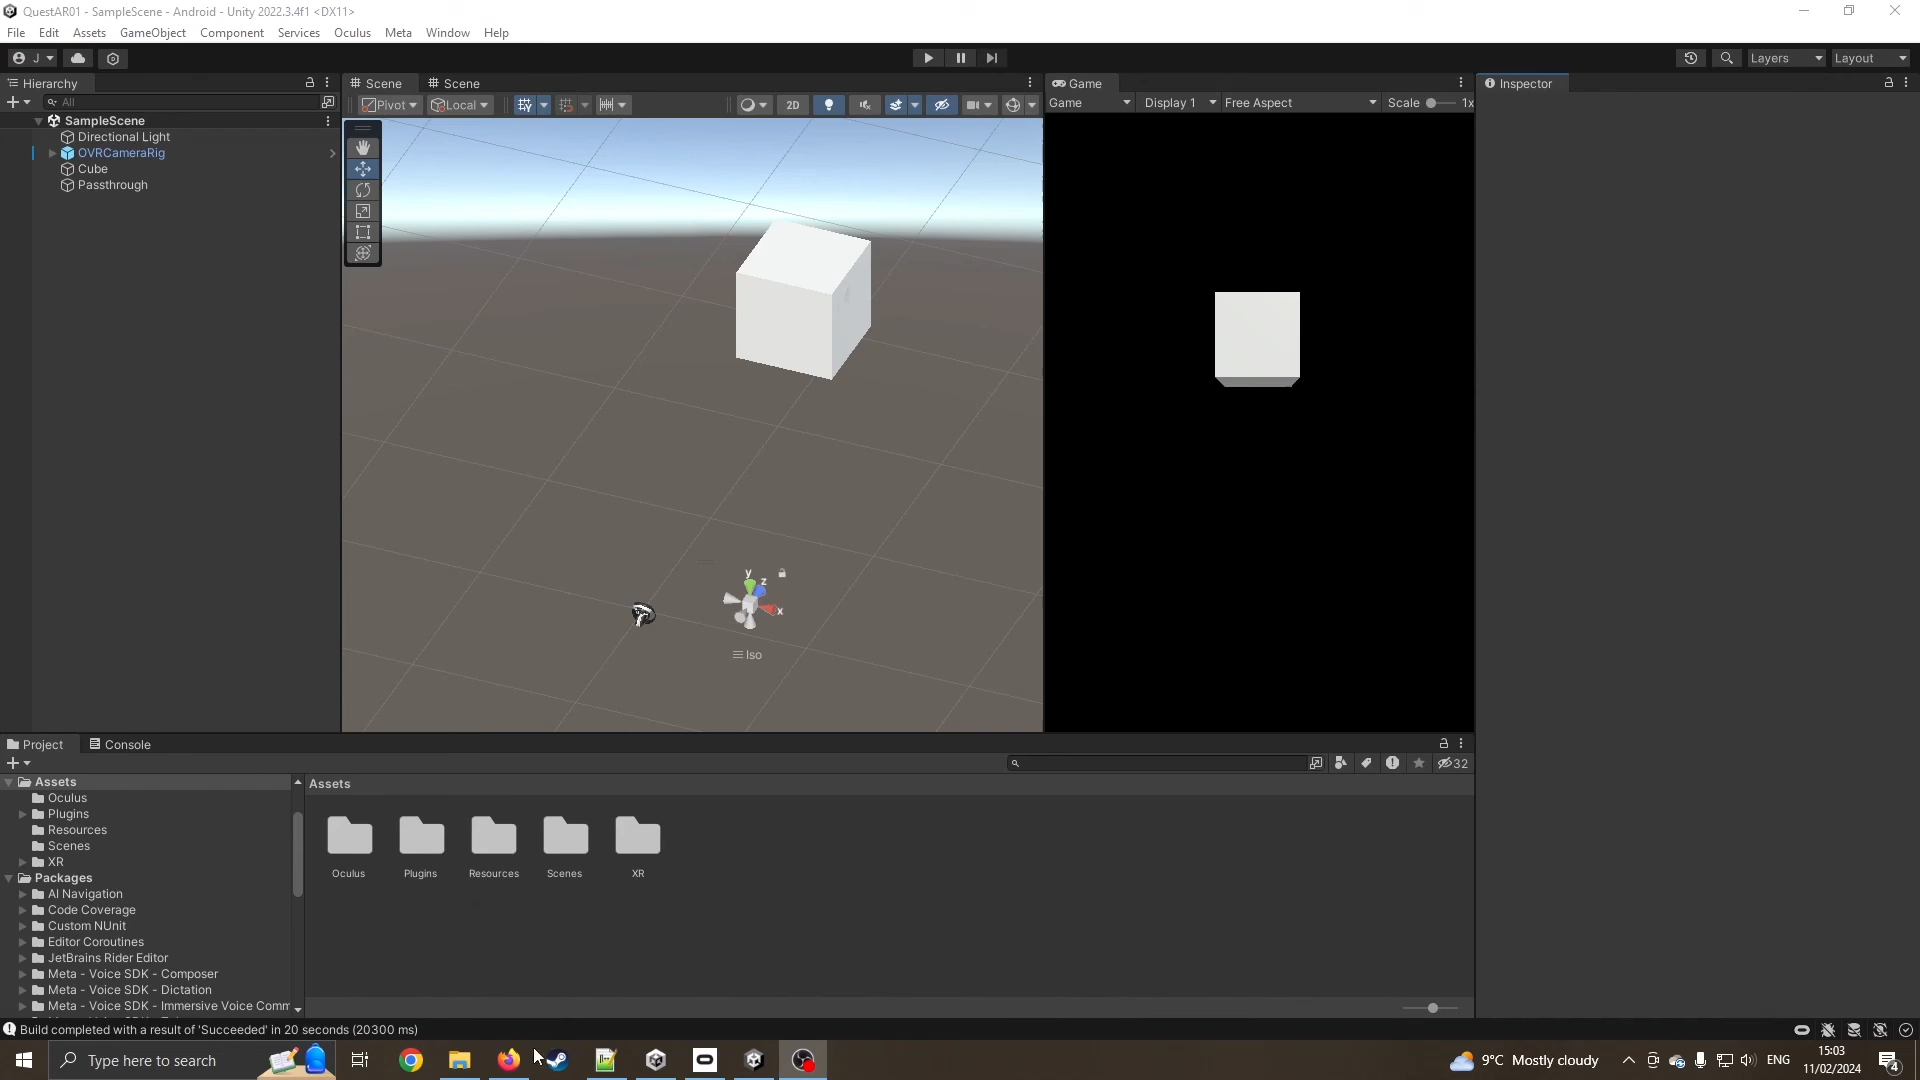 QuestAR01 - SampleScene - Android - Unity 2022.3.4f1 <DX11>
File Edit Assets GameObject Component Services Oculus Meta Window Help
J
Layers
Layout
Hierarchy
All
SampleScene
Directional Light
OVRCameraRig
Cube
Passthrough
Scene
Scene
Pivot
Local
2D
y
z
x
Iso
Game
Game
Display 1
Free Aspect
Scale
1x
Inspector
Project
Console
32
Assets
Oculus
Plugins
Resources
Scenes
XR
Packages
AI Navigation
Code Coverage
Custom NUnit
Editor Coroutines
JetBrains Rider Editor
Meta - Voice SDK - Composer
Meta - Voice SDK - Dictation
Meta - Voice SDK - Immersive Voice Comm
Assets
Oculus
Plugins
Resources
Scenes
XR
Build completed with a result of 'Succeeded' in 20 seconds (20300 ms)
Type here to search
9°C Mostly cloudy
ENG
15:03
11/02/2024
4